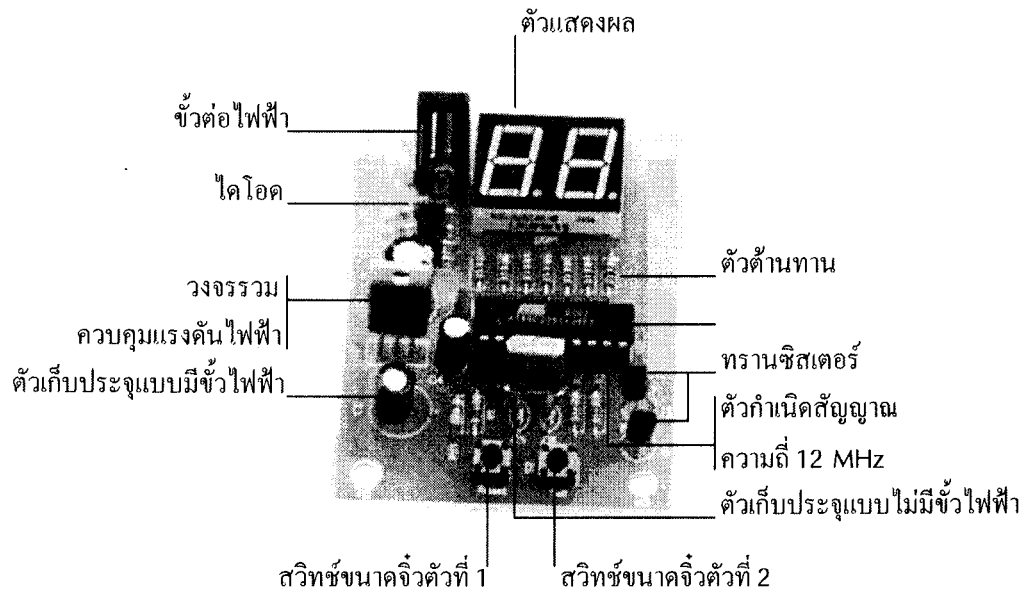 ตัวแสดงผล
ขั้วต่อไฟฟ้า
ไดโอด
ตัวต้านทาน
วงจรรวม
ควบคุมแรงดันไฟฟ้า
ทรานซิสเตอร์
ตัวเก็บประจุแบบมีขั้วไฟฟ้า
ตัวกำเนิดสัญญาณ
ความถี่ 12 MHz
ตัวเก็บประจุแบบไม่มีขั้วไฟฟ้า
สวิทช์ขนาดจิ๋วตัวที่ 1
สวิทช์ขนาดจิ๋วตัวที่ 2